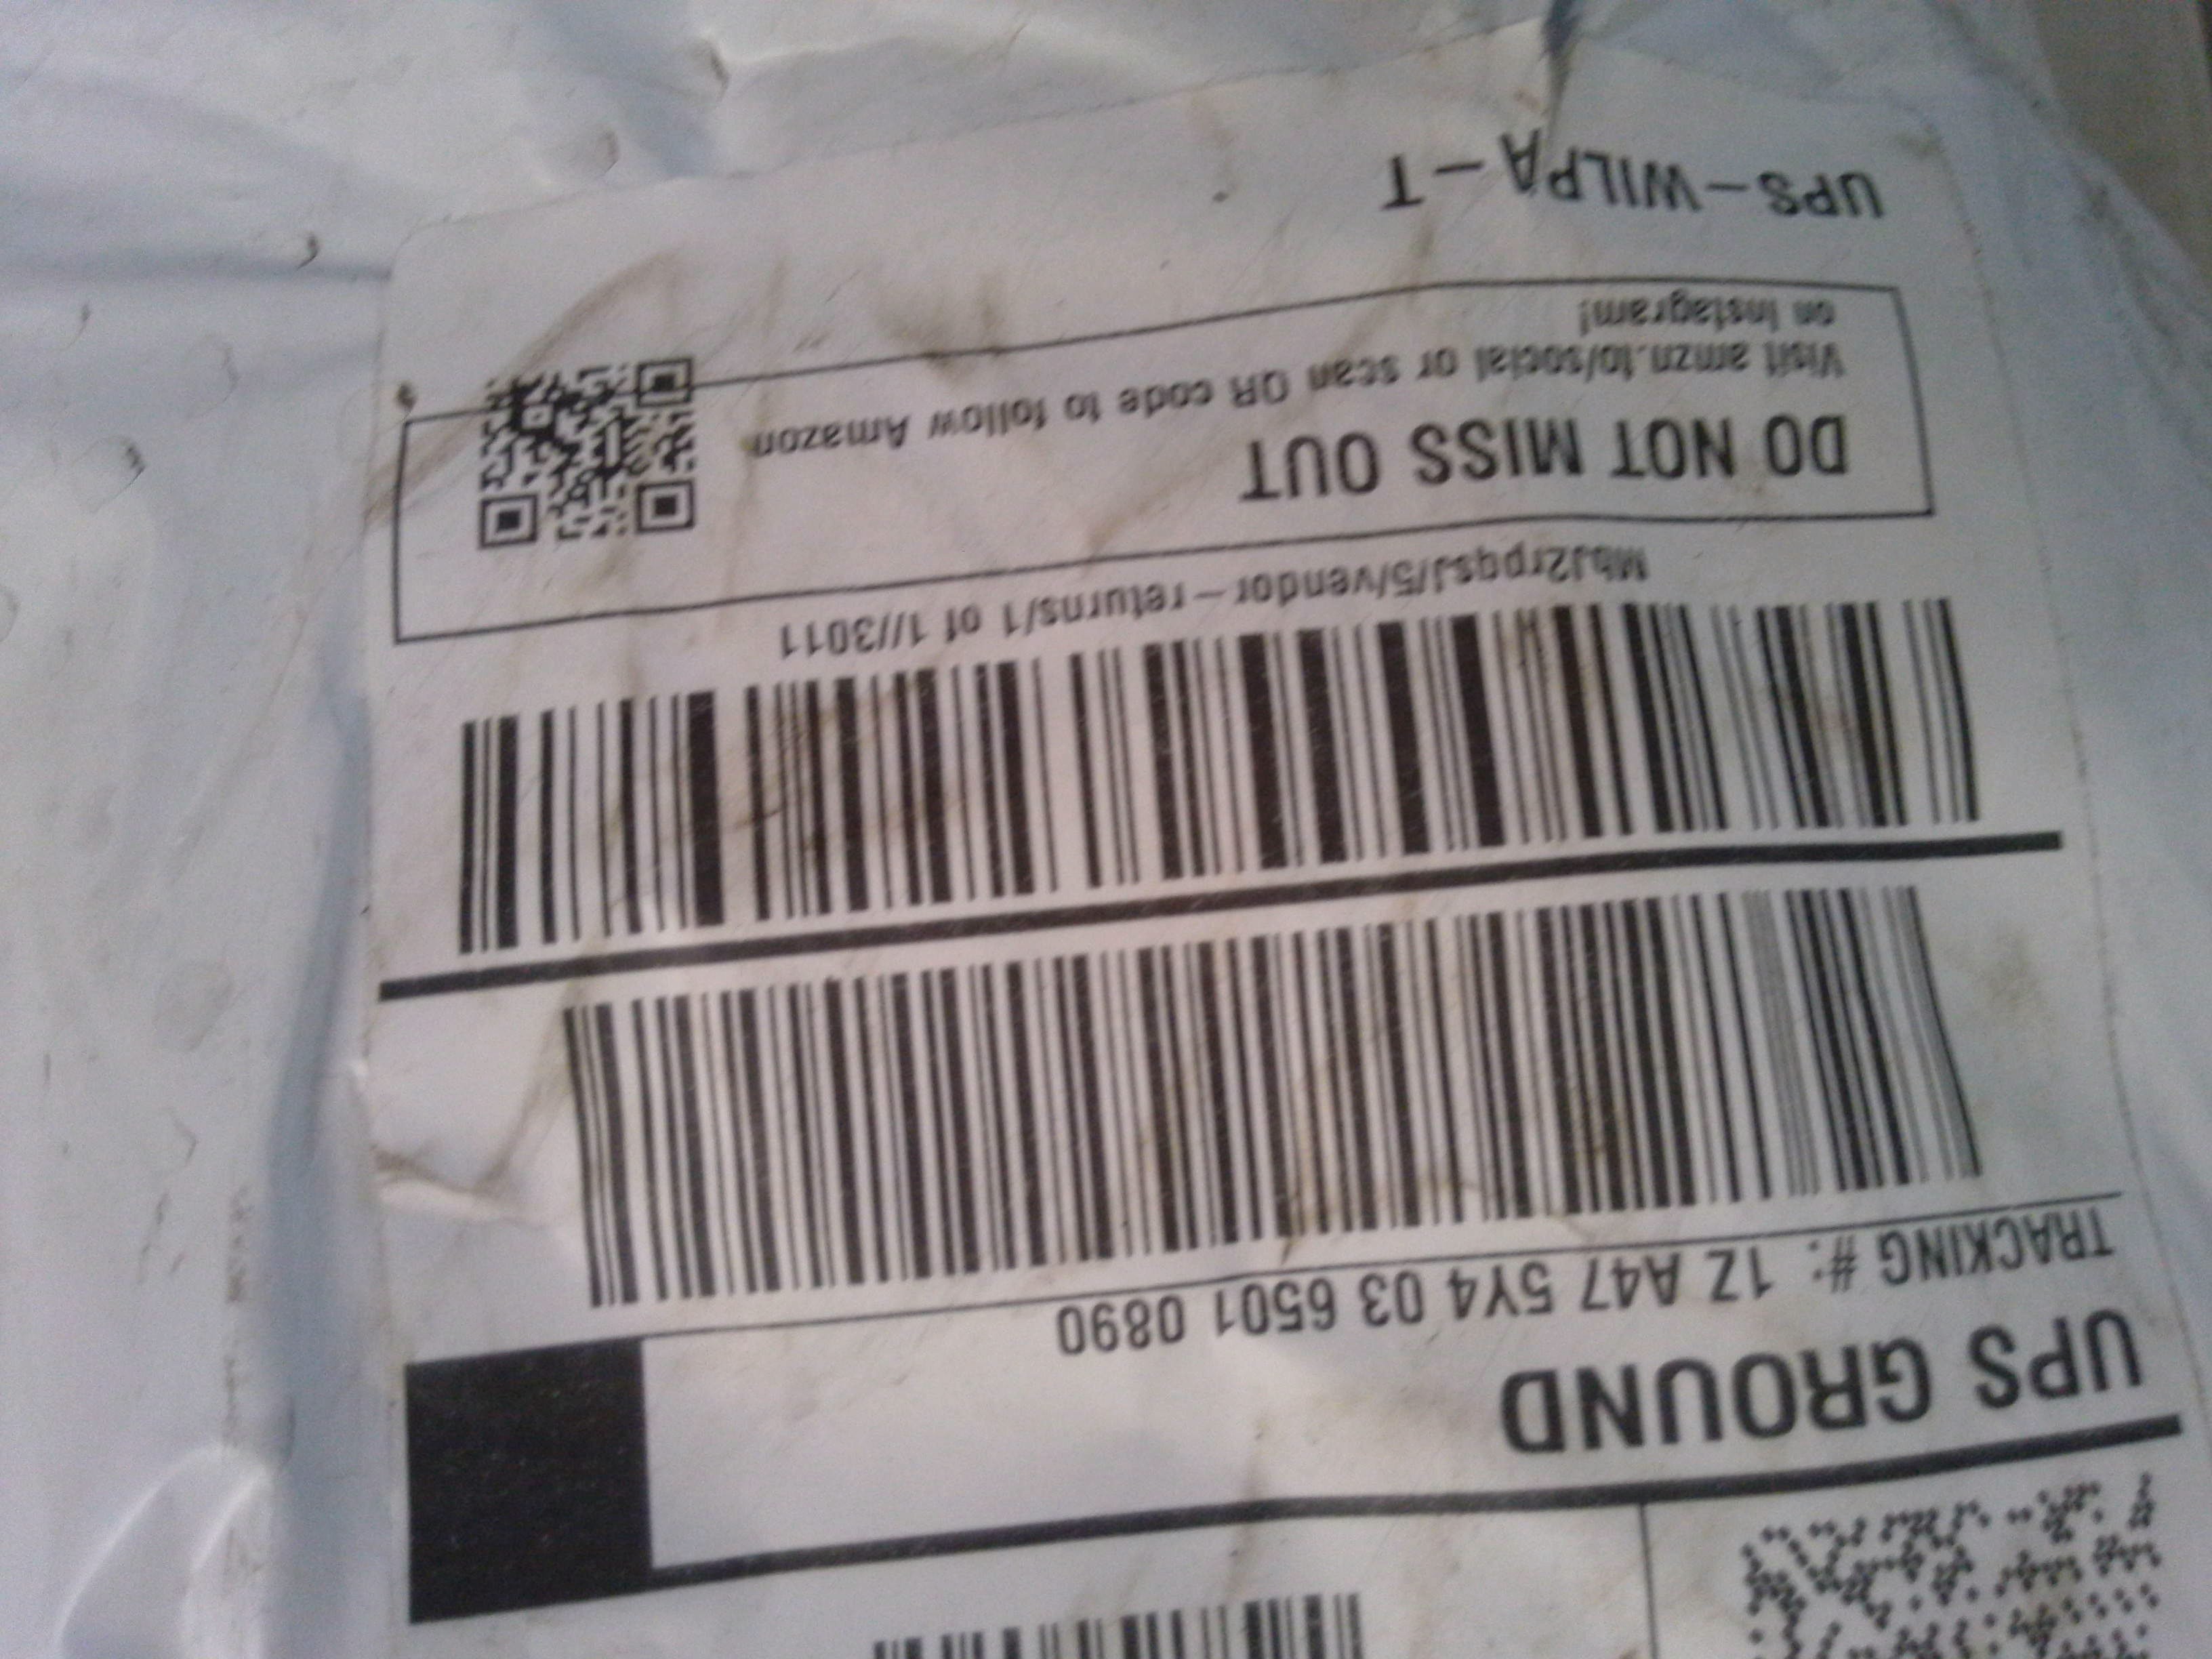 UPS GROUND
TRACKING #: 1Z A47 5Y4 03 6501 0890
MbJ2rpqsJ/5/vendor-returns/1 of 1//3011
DO NOT MISS OUT
Visit amzn.to/social or scan QR code to follow Amazon
on Instagram!
UPS-WILPA-T